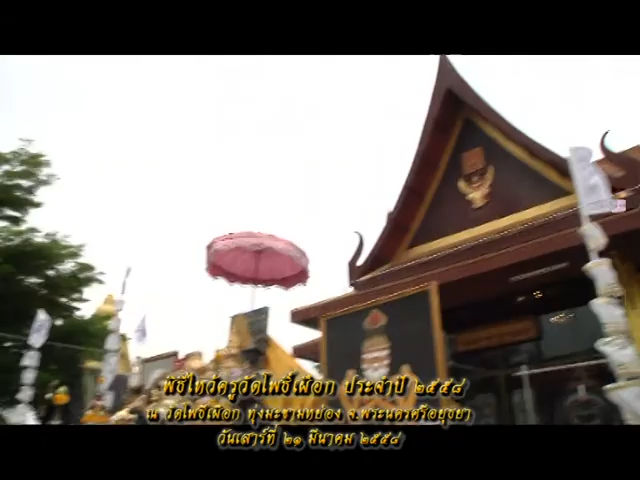 พิธีไหว้ครูวัดโพธิ์เผือก ประจำปี ๒๕๕๘
ณ วัดโพธิ์เผือก ทุ่งมะขามหย่อง จ.พระนครศรีอยุธยา
วันเสาร์ที่ ๒๑ มีนาคม ๒๕๕๘